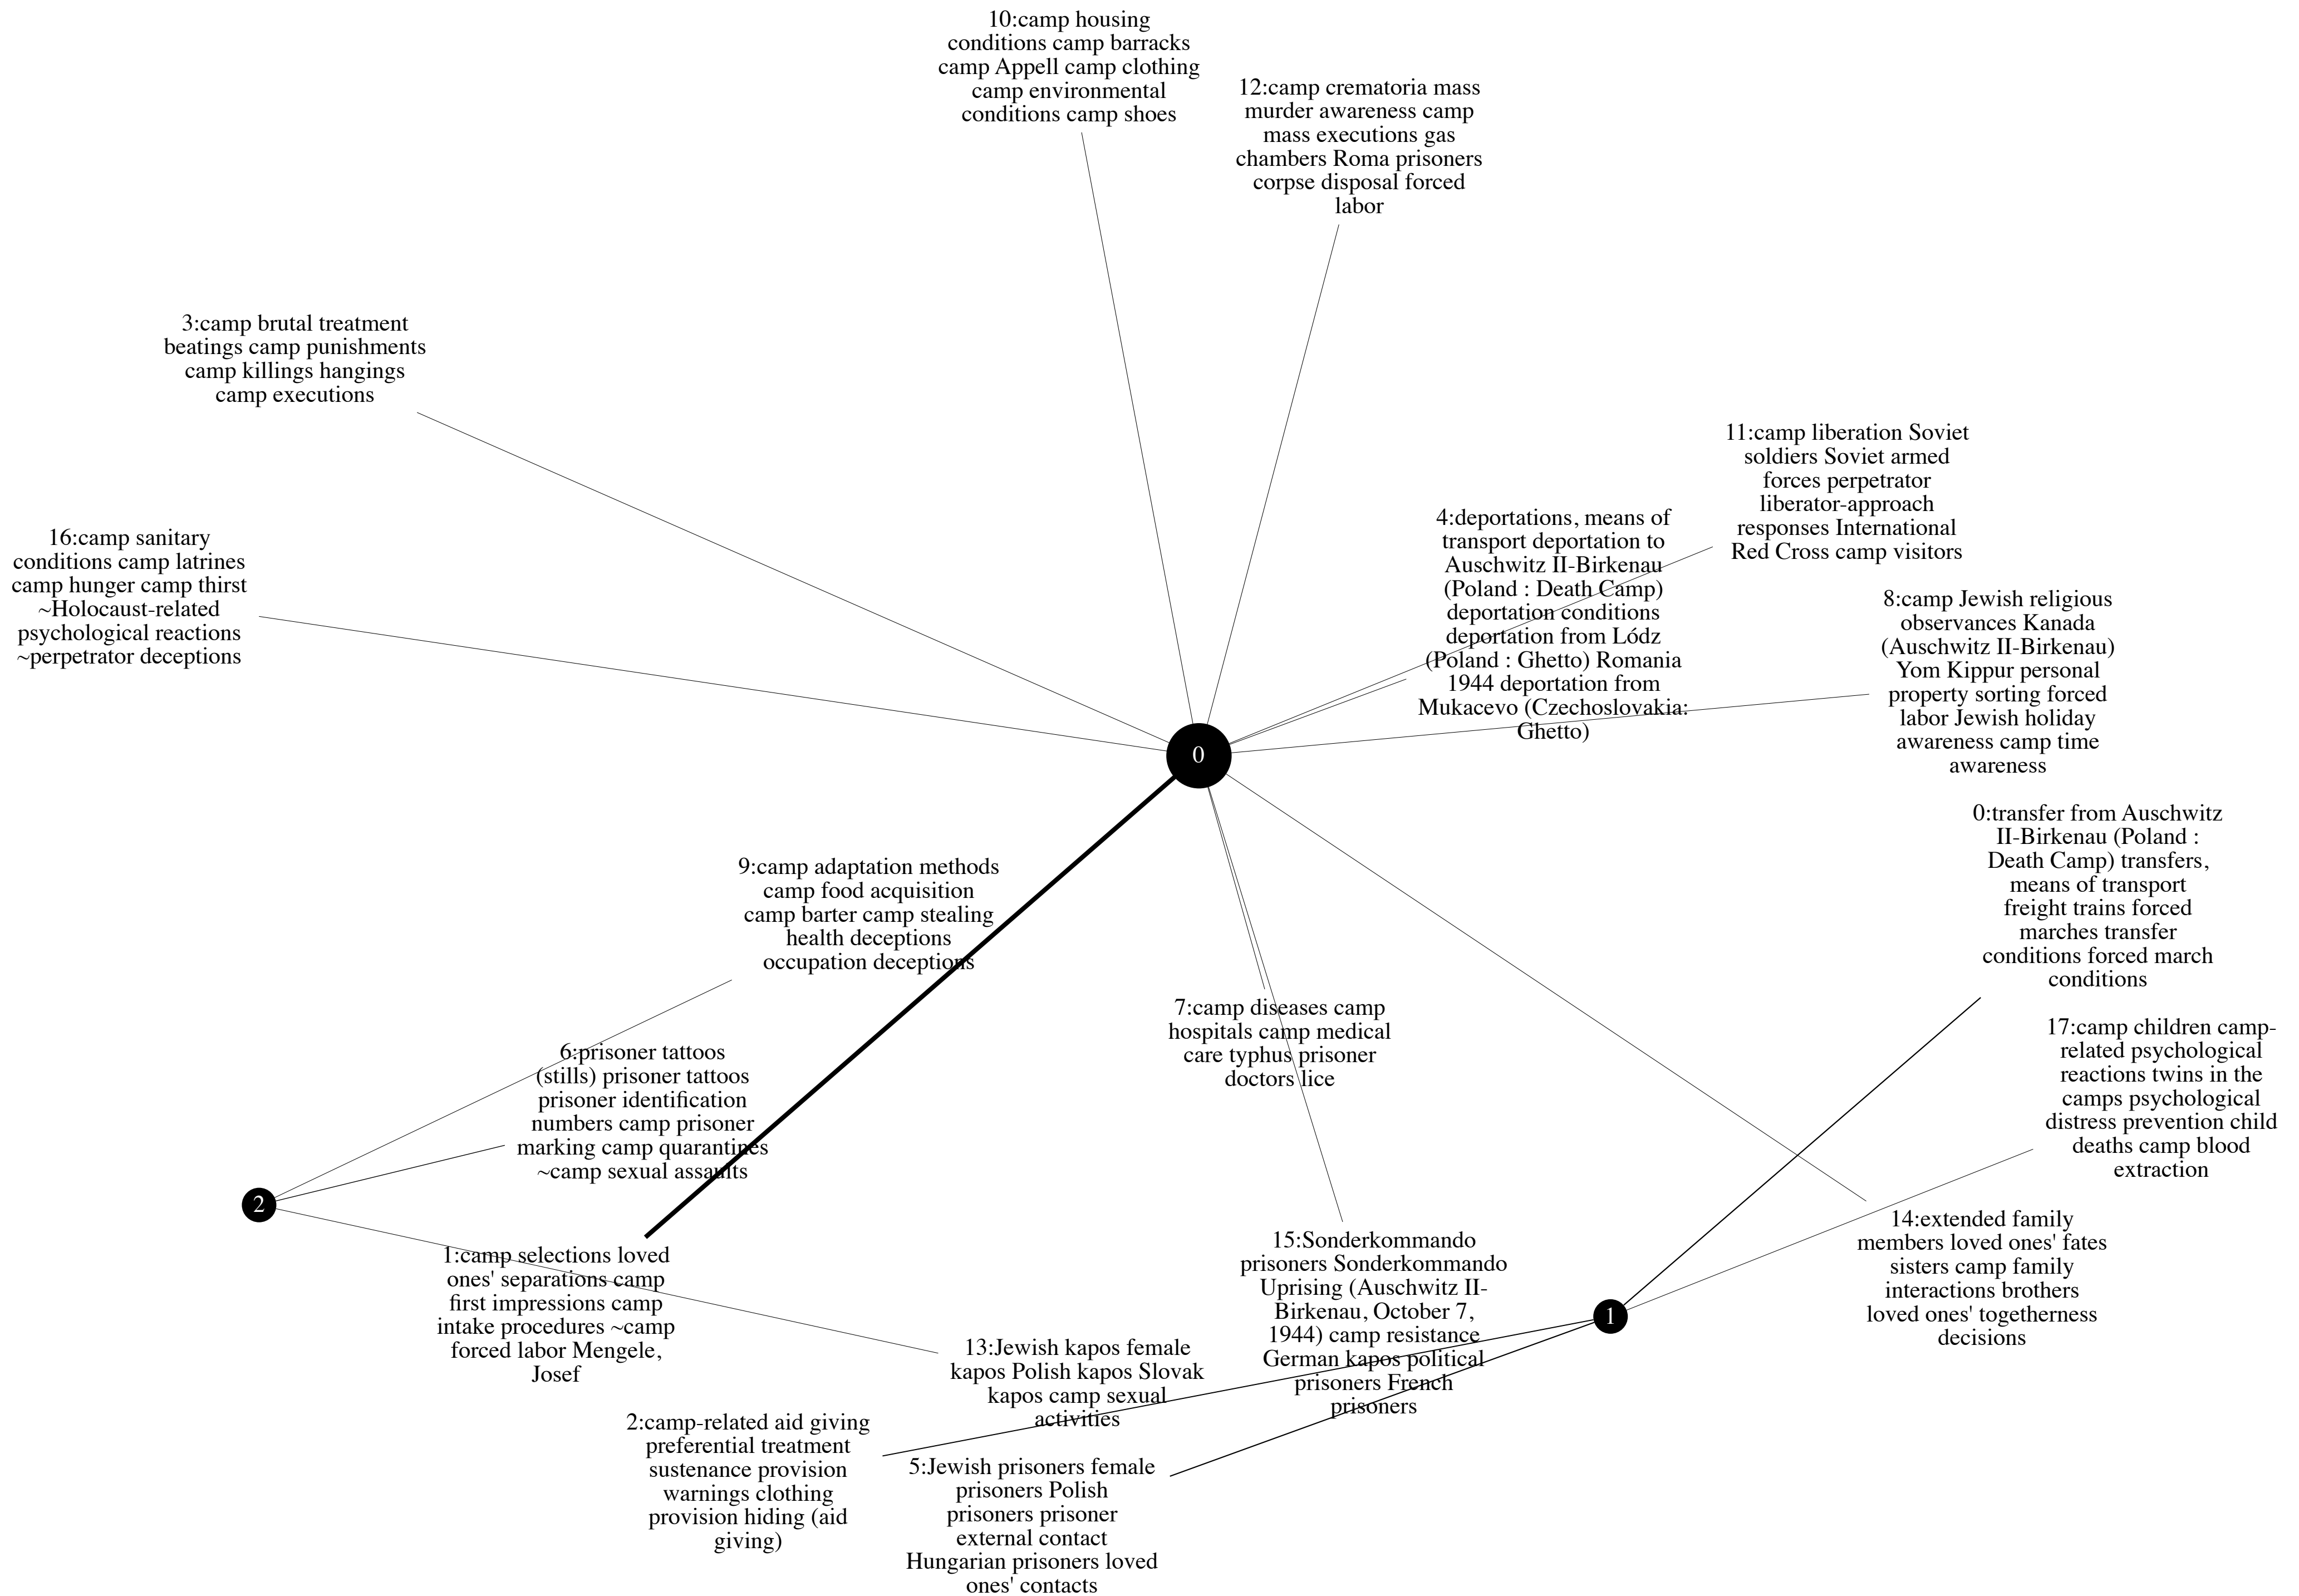 10:camp housing
conditions camp barracks
camp Appell camp clothing
camp environmental
conditions camp shoes
12:camp crematoria mass
murder awareness camp
mass executions gas
chambers Roma prisoners
corpse disposal forced
labor
3:camp brutal treatment
beatings camp punishments
camp killings hangings
camp executions
11:camp liberation Soviet
soldiers Soviet armed
forces perpetrator
liberator-approach
responses International
Red Cross camp visitors
16:camp sanitary
conditions camp latrines
camp hunger camp thirst
~Holocaust-related
psychological reactions
~perpetrator deceptions
4:deportations, means of
transport deportation to
Auschwitz II-Birkenau
(Poland : Death Camp)
deportation conditions
deportation from Lódz
(Poland : Ghetto) Romania
1944 deportation from
Mukacevo (Czechoslovakia:
Ghetto)
8:camp Jewish religious
observances Kanada
(Auschwitz II-Birkenau)
Yom Kippur personal
property sorting forced
labor Jewish holiday
awareness camp time
awareness
0
0:transfer from Auschwitz
II-Birkenau (Poland :
Death Camp) transfers,
means of transport
freight trains forced
marches transfer
conditions forced march
conditions
9:camp adaptation methods
camp food acquisition
camp barter camp stealing
health deceptions
occupation deceptions
7:camp diseases camp
hospitals camp medical
care typhus prisoner
doctors lice
17:camp children camp-
related psychological
reactions twins in the
camps psychological
distress prevention child
deaths camp blood
extraction
6:prisoner tattoos
(stills) prisoner tattoos
prisoner identification
numbers camp prisoner
marking camp quarantines
~camp sexual assaults
2
14:extended family
members loved ones' fates
sisters camp family
interactions brothers
loved ones' togetherness
decisions
15:Sonderkommando
prisoners Sonderkommando
Uprising (Auschwitz II-
Birkenau, October 7,
1944) camp resistance
German kapos political
prisoners French
prisoners
1
1:camp selections loved
ones' separations camp
first impressions camp
intake procedures ~camp
forced labor Mengele,
Josef
13:Jewish kapos female
kapos Polish kapos Slovak
kapos camp sexual
activities
2:camp-related aid giving
preferential treatment
sustenance provision
warnings clothing
provision hiding (aid
giving)
5:Jewish prisoners female
prisoners Polish
prisoners prisoner
external contact
Hungarian prisoners loved
ones' contacts